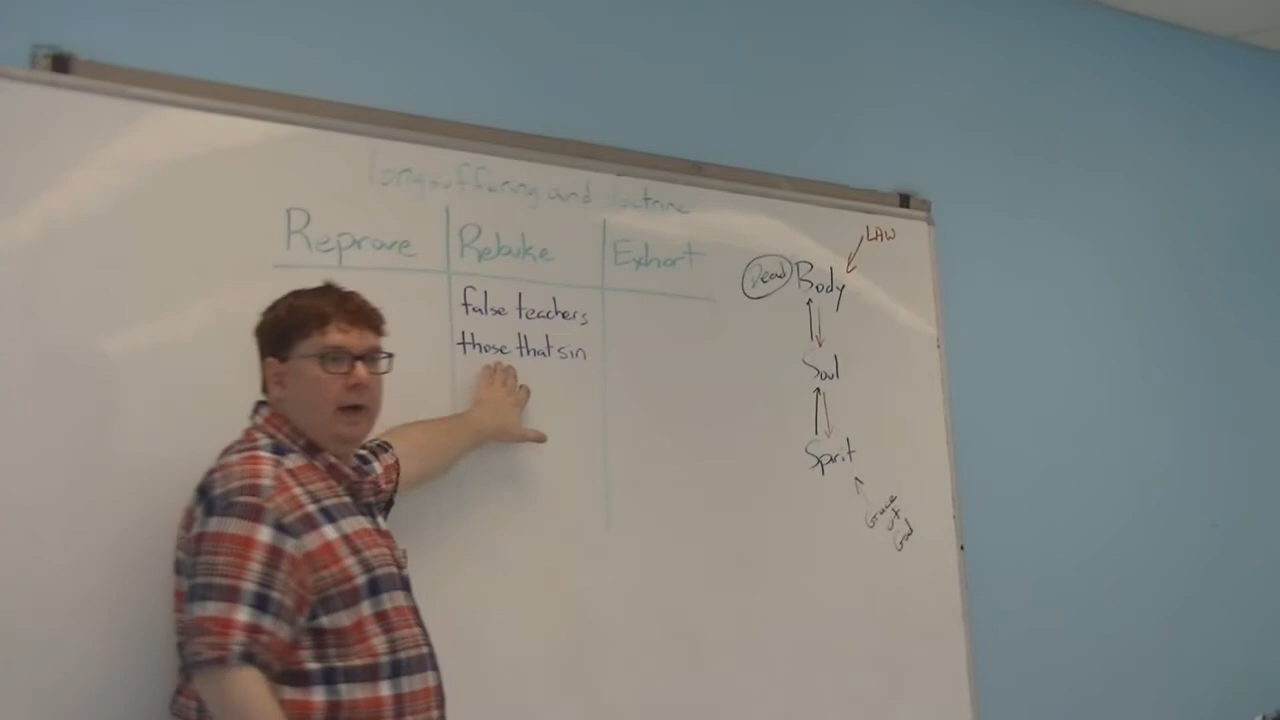 longsuffering and doctrine
Reprove Rebuke Exhort
false teachers
those that sin
LAW
Dead Body
Soul
Spirit
Grace
of
God